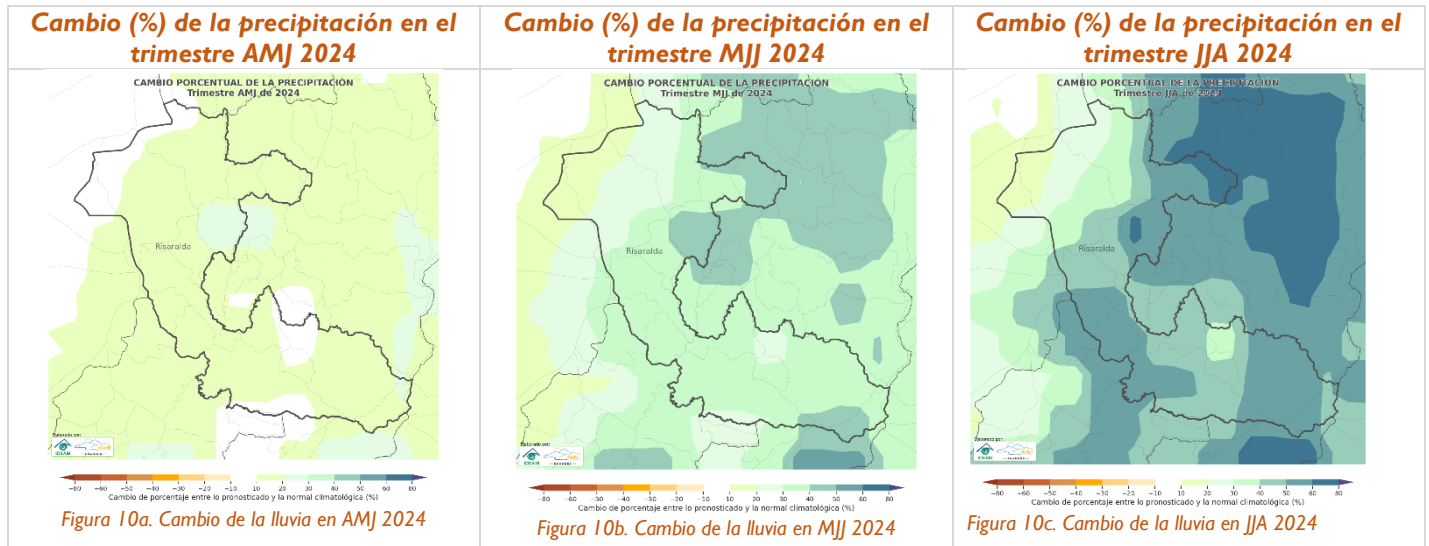 Cambio (%) de la precipitación en el
trimestre AMJ 2024
Cambio (%) de la precipitación en el
trimestre MJJ 2024
Cambio (%) de la precipitación en el
trimestre JJA 2024
CAMBIO PORCENTUAL DE LA PRECIPITACIÓN
Trimestre AMJ de 2024
Risaralda
Elaborado por:
IDEAM
−80 −60 −50 −40 −30 −20 −10 10 20 30 40 50 60 80
Cambio de porcentaje entre lo pronosticado y la normal climatológica (%)
Figura 10a. Cambio de la lluvia en AMJ 2024
CAMBIO PORCENTUAL DE LA PRECIPITACIÓN
Trimestre MJJ de 2024
Risaralda
Elaborado por:
IDEAM
−80 −60 −50 −40 −30 −20 −10 10 20 30 40 50 60 80
Cambio de porcentaje entre lo pronosticado y la normal climatológica (%)
Figura 10b. Cambio de la lluvia en MJJ 2024
CAMBIO PORCENTUAL DE LA PRECIPITACIÓN
Trimestre JJA de 2024
Risaralda
Elaborado por:
IDEAM
−80 −60 −50 −40 −30 −20 −10 10 20 30 40 50 60 80
Cambio de porcentaje entre lo pronosticado y la normal climatológica (%)
Figura 10c. Cambio de la lluvia en JJA 2024